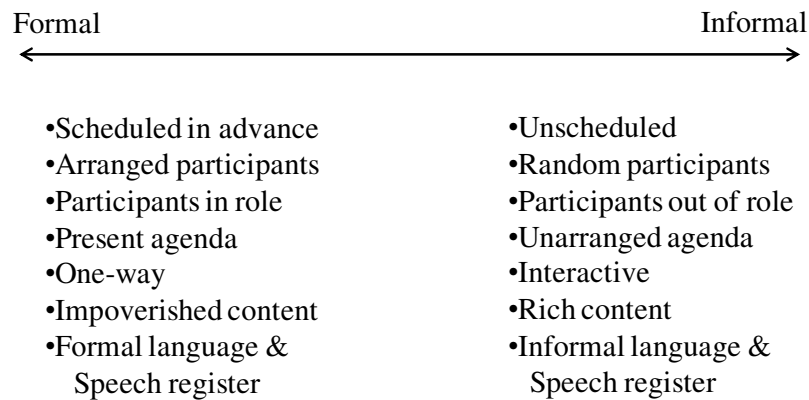 Formal Informal
•Scheduled in advance
•Arranged participants
•Participants in role
•Present agenda
•One-way
•Impoverished content
•Formal language &
Speech register
•Unscheduled
•Random participants
•Participants out of role
•Unarranged agenda
•Interactive
•Rich content
•Informal language &
Speech register